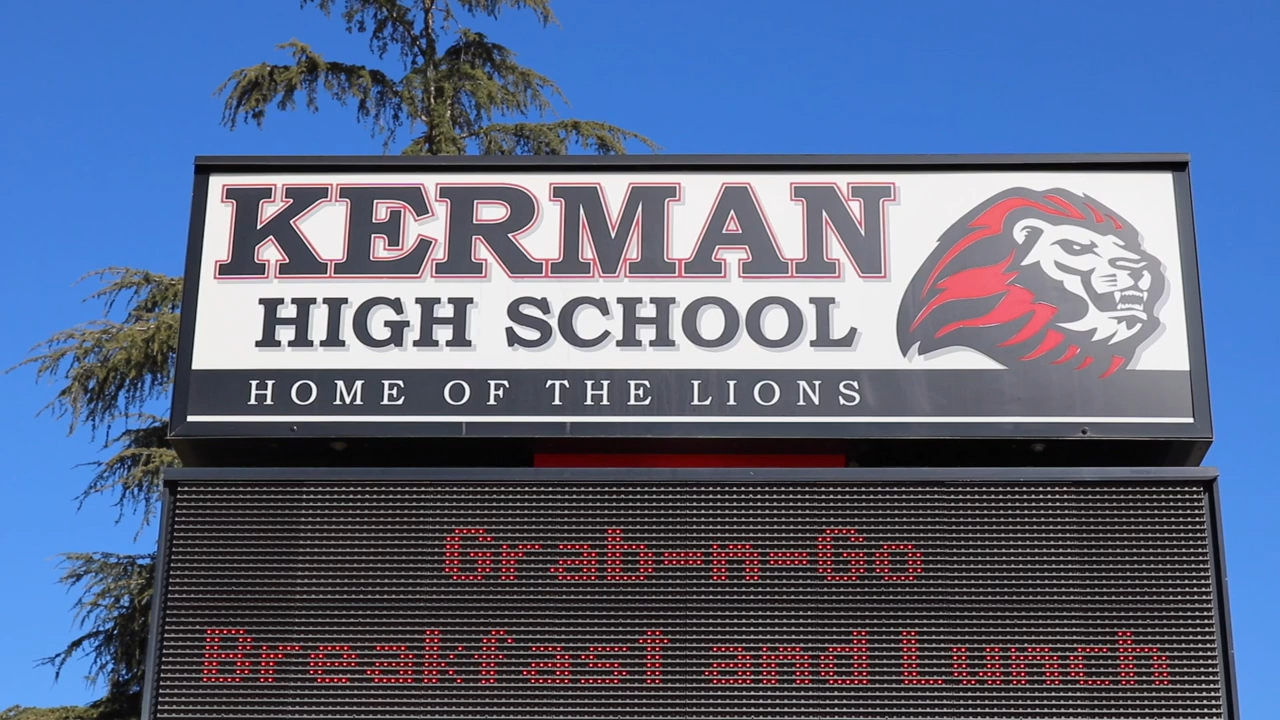 KERMAN
HIGH SCHOOL
HOME OF THE LIONS
Grab-n-Go
Breakfast and Lunch